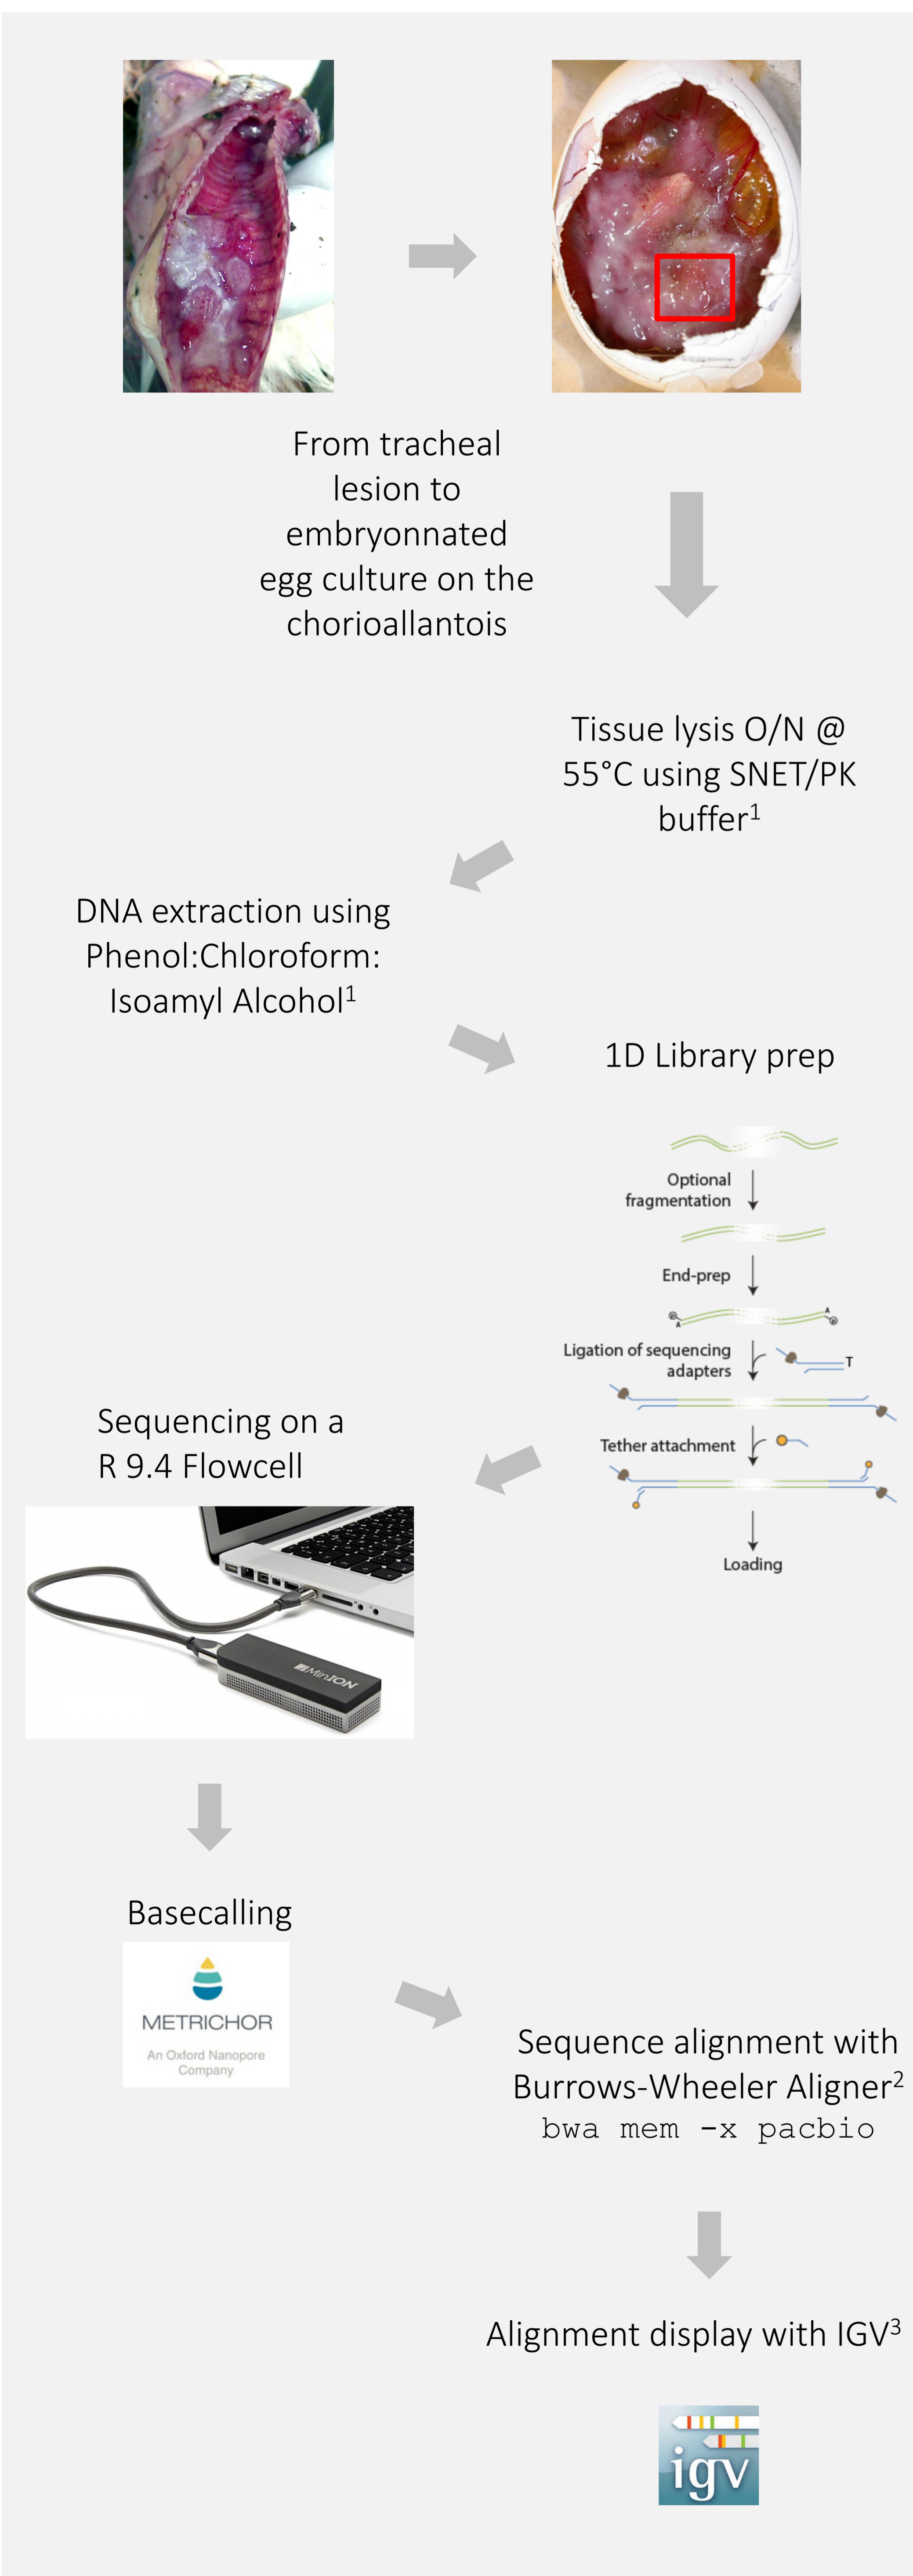 From tracheal
lesion to
embryonnated
egg culture on the
chorioallantois
Tissue lysis O/N @
55°C using SNET/PK
buffer1
DNA extraction using
Phenol:Chloroform:
Isoamyl Alcohol1
1D Library prep
Optional
fragmentation
End-prep
P
A
A
P
Ligation of sequencing
adapters
T
Tether attachment
Loading
Sequencing on a
R 9.4 Flowcell
MinION
Basecalling
METRICHOR
An Oxford Nanopore
Company
Sequence alignment with
Burrows-Wheeler Aligner2
bwa mem -x pacbio
Alignment display with IGV3
igv